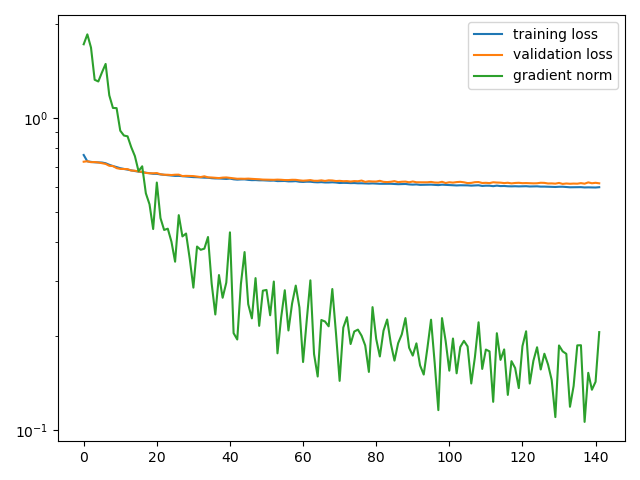 training loss
validation loss
gradient norm
10⁰
10⁻¹
0 20 40 60 80 100 120 140